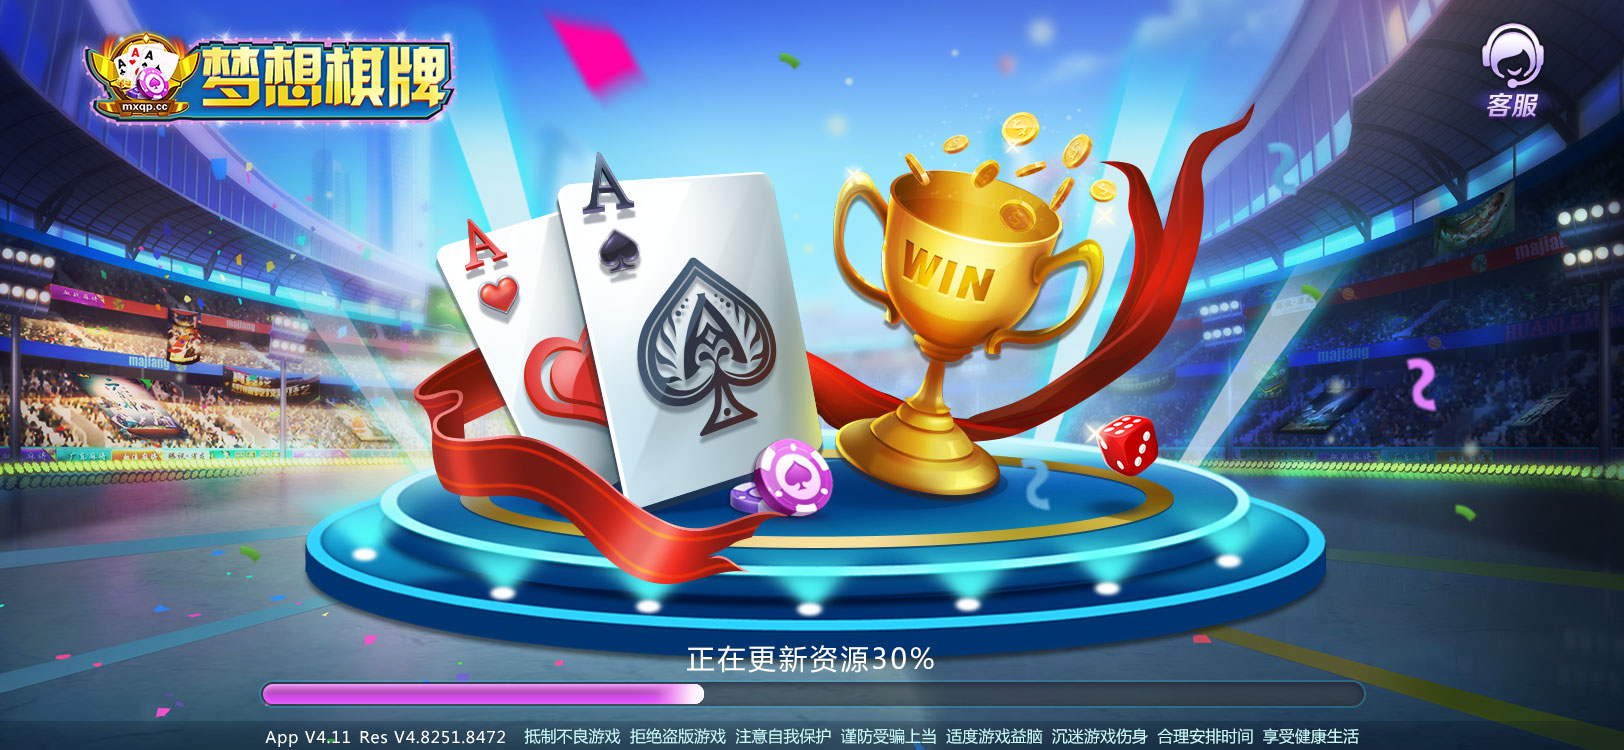 梦想棋牌
mxqp.cc
客服
A
A
A
A
WIN
majiang
majiang
majiang
正在更新资源30%
App V4.11 Res V4.8251.8472 抵制不良游戏 拒绝盗版游戏 注意自我保护 谨防受骗上当 适度游戏益脑 沉迷游戏伤身 合理安排时间 享受健康生活